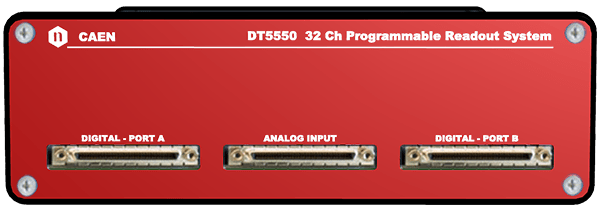 n CAEN
DT5550 32 Ch Programmable Readout System
DIGITAL - PORT A
ANALOG INPUT
DIGITAL - PORT B